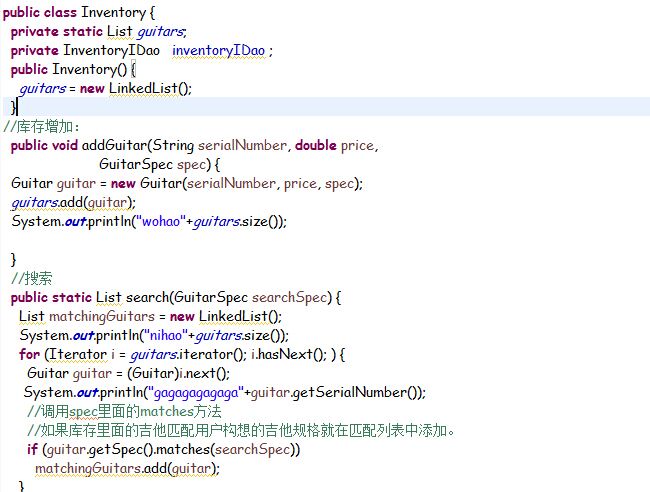 public class Inventory {
private static List guitars;
private InventoryIDao inventoryIDao ;
public Inventory() {
guitars = new LinkedList();
}
//库存增加：
public void addGuitar(String serialNumber, double price,
GuitarSpec spec) {
Guitar guitar = new Guitar(serialNumber, price, spec);
guitars.add(guitar);
System.out.println("wohao"+guitars.size());
}
//搜索
public static List search(GuitarSpec searchSpec) {
List matchingGuitars = new LinkedList();
System.out.println("nihao"+guitars.size());
for (Iterator i = guitars.iterator(); i.hasNext(); ) {
Guitar guitar = (Guitar)i.next();
System.out.println("gagagagagaga"+guitar.getSerialNumber());
//调用spec里面的matches方法
//如果库存里面的吉他匹配用户构想的吉他规格就在匹配列表中添加。
if (guitar.getSpec().matches(searchSpec))
matchingGuitars.add(guitar);
}